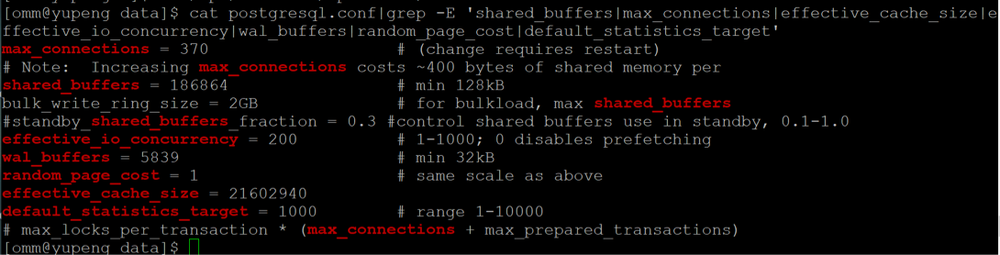 [omm@yupeng data]$ cat postgresql.conf|grep -E 'shared_buffers|max_connections|effective_cache_size|e
ffective_io_concurrency|wal_buffers|random_page_cost|default_statistics_target'
max_connections = 370 # (change requires restart)
# Note:  Increasing max_connections costs ~400 bytes of shared memory per
shared_buffers = 186864 # min 128kB
bulk_write_ring_size = 2GB # for bulkload, max shared_buffers
#standby_shared_buffers_fraction = 0.3 #control shared buffers use in standby, 0.1-1.0
effective_io_concurrency = 200 # 1-1000; 0 disables prefetching
wal_buffers = 5839 # min 32kB
random_page_cost = 1 # same scale as above
effective_cache_size = 21602940
default_statistics_target = 1000 # range 1-10000
# max_locks_per_transaction * (max_connections + max_prepared_transactions)
[omm@yupeng data]$